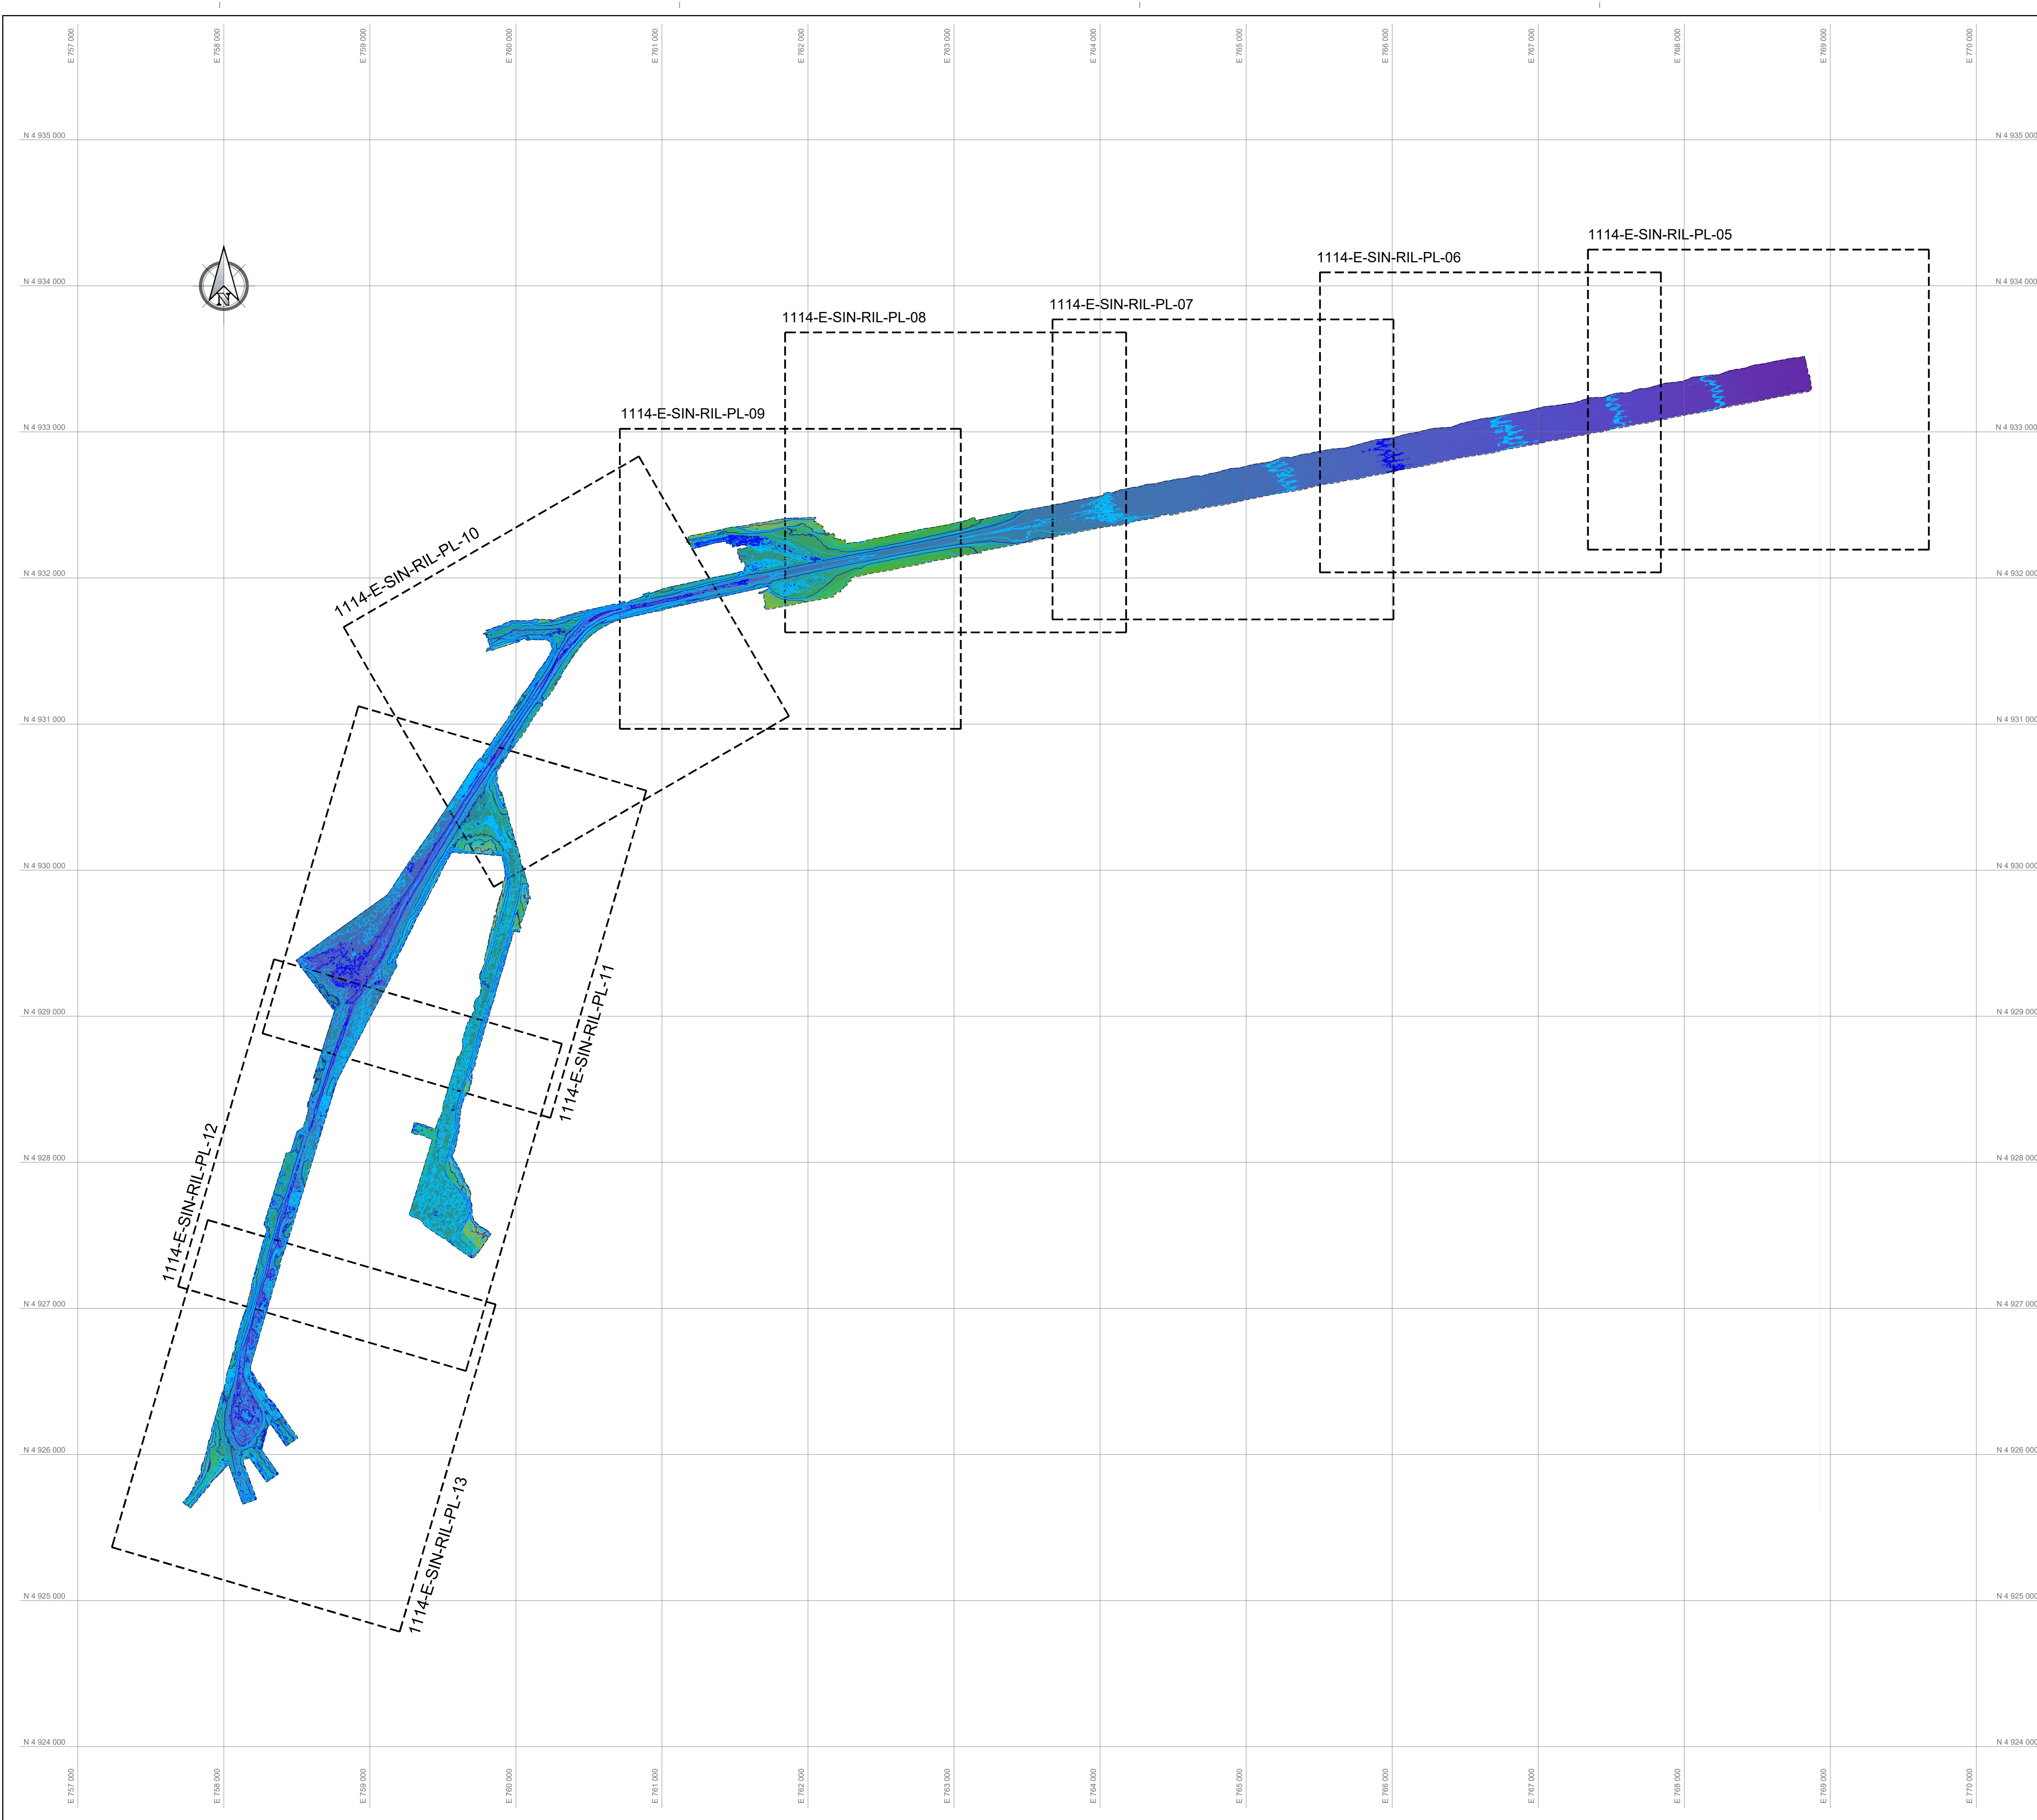 E 757 000
E 758 000
E 759 000
E 760 000
E 761 000
E 762 000
E 763 000
E 764 000
E 765 000
E 766 000
E 767 000
E 768 000
E 769 000
E 770 000
N 4 935 000
N 4 935 000
1114-E-SIN-RIL-PL-05
1114-E-SIN-RIL-PL-06
N 4 934 000
N 4 934 000
N
1114-E-SIN-RIL-PL-07
1114-E-SIN-RIL-PL-08
1114-E-SIN-RIL-PL-09
N 4 933 000
N 4 933 000
1114-E-SIN-RIL-PL-10
N 4 932 000
N 4 932 000
N 4 931 000
N 4 931 000
N 4 930 000
N 4 930 000
1114-E-SIN-RIL-PL-11
N 4 929 000
N 4 929 000
1114-E-SIN-RIL-PL-12
N 4 928 000
N 4 928 000
N 4 927 000
N 4 927 000
N 4 926 000
N 4 926 000
1114-E-SIN-RIL-PL-13
N 4 925 000
N 4 925 000
N 4 924 000
N 4 924 000
E 757 000
E 758 000
E 759 000
E 760 000
E 761 000
E 762 000
E 763 000
E 764 000
E 765 000
E 766 000
E 767 000
E 768 000
E 769 000
E 770 000